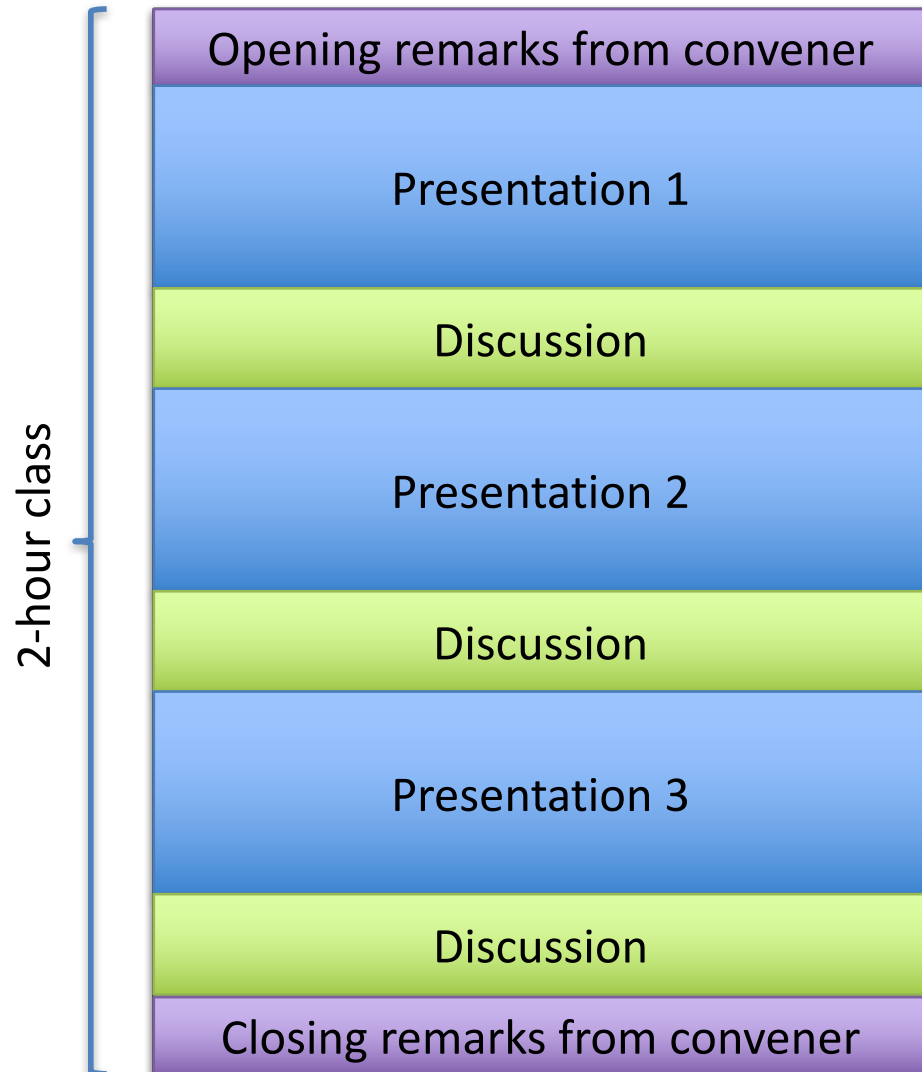 Opening remarks from convener
Presentation 1
Discussion
Presentation 2
Discussion
Presentation 3
Discussion
Closing remarks from convener
2-hour class